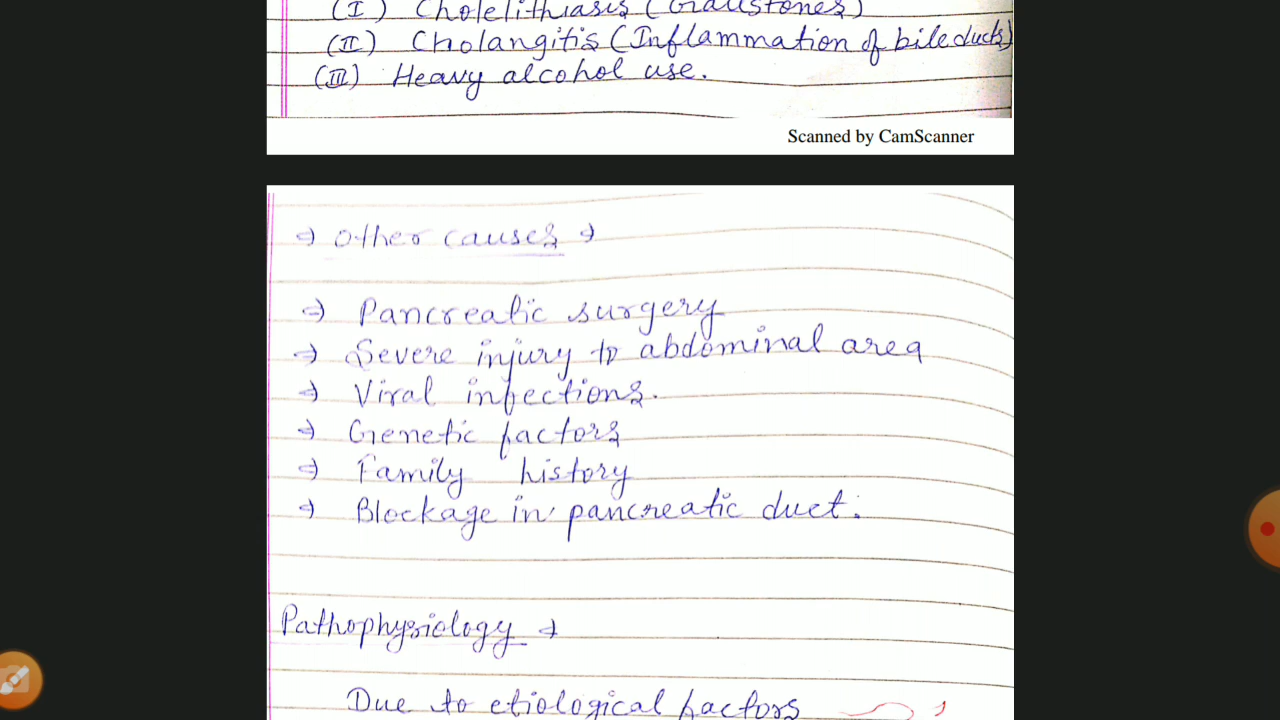 (I) Cholelithiasis (Gallstones)
(II) Cholangitis (Inflammation of bile ducts)
(III) Heavy alcohol use.
Scanned by CamScanner
⇒ Other causes →
⇒ Pancreatic surgery
⇒ Severe injury to abdominal area
⇒ Viral infections.
⇒ Genetic factors
⇒ Family history
⇒ Blockage in pancreatic duct.
Pathophysiology →
Due to etiological factors